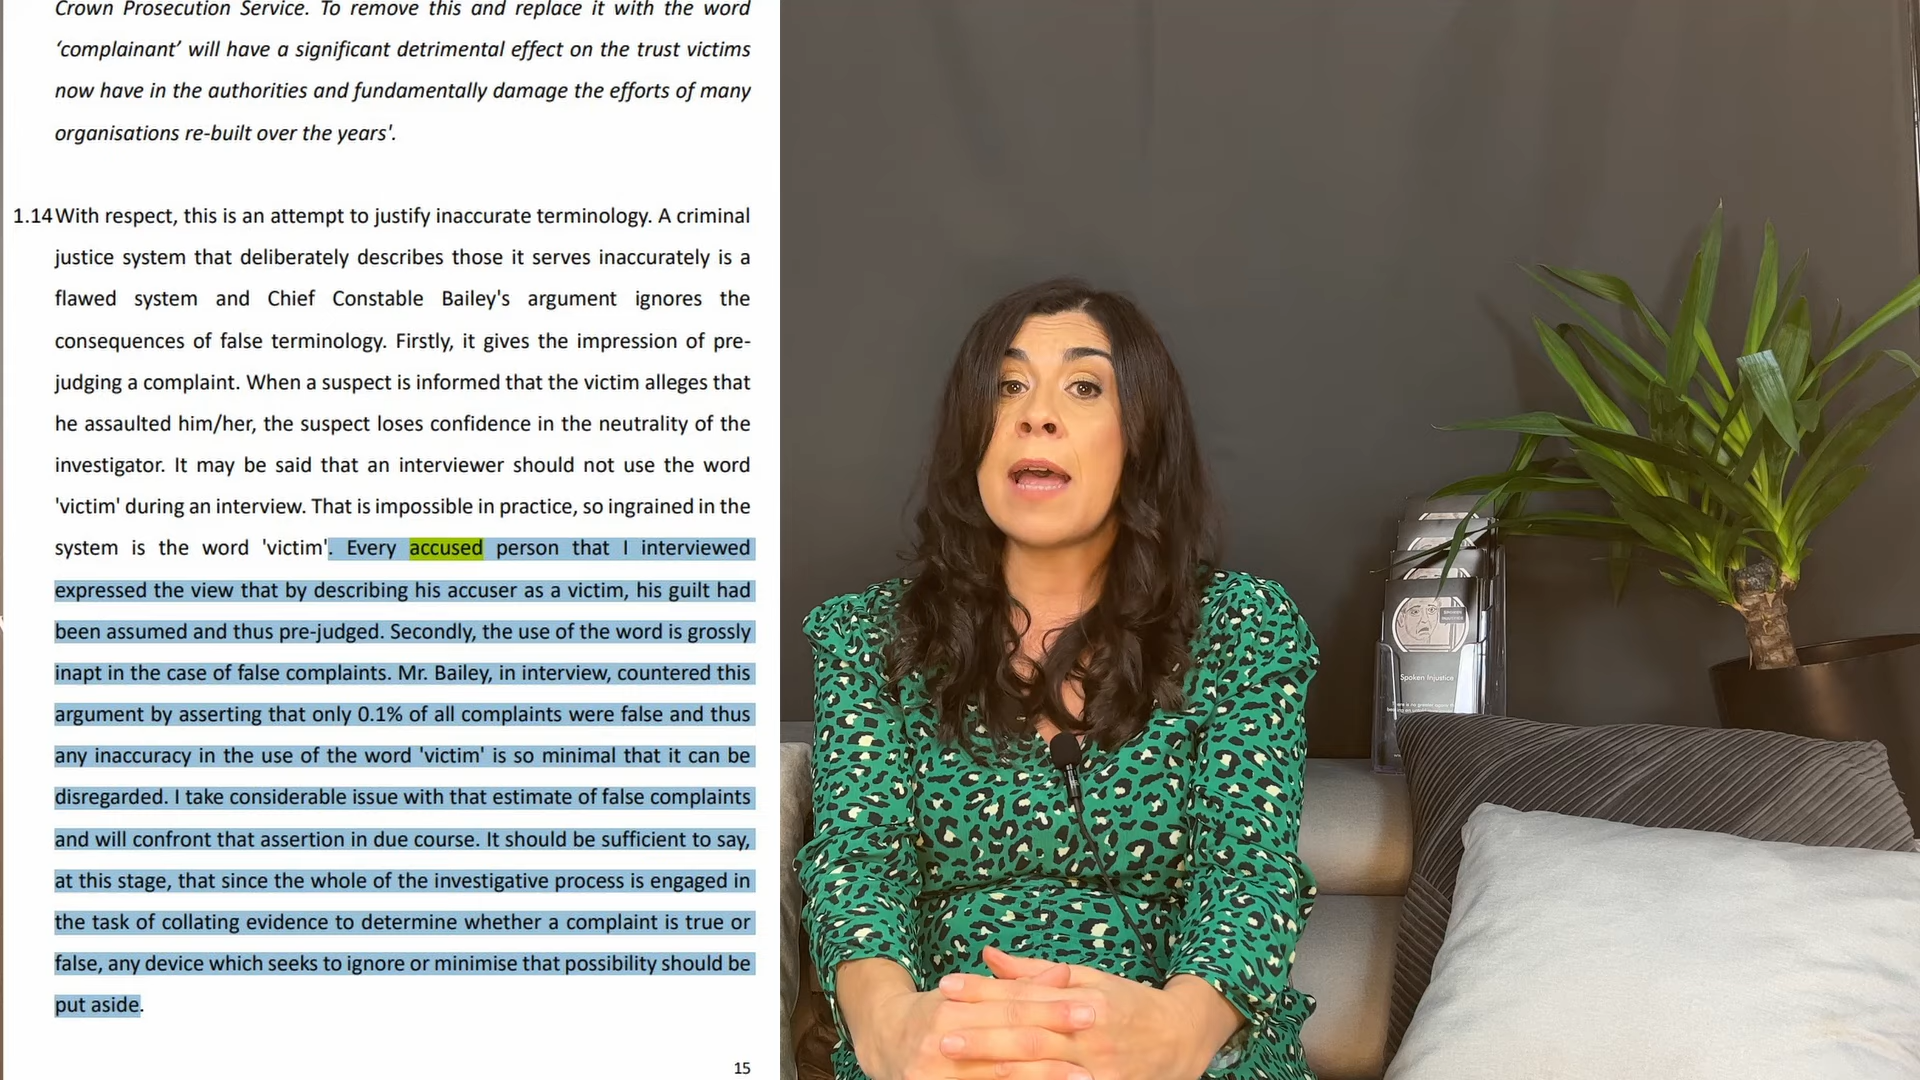 Crown Prosecution Service. To remove this and replace it with the word
‘complainant’ will have a significant detrimental effect on the trust victims
now have in the authorities and fundamentally damage the efforts of many
organisations re-built over the years'.
1.14 With respect, this is an attempt to justify inaccurate terminology. A criminal
justice system that deliberately describes those it serves inaccurately is a
flawed system and Chief Constable Bailey's argument ignores the
consequences of false terminology. Firstly, it gives the impression of pre-
judging a complaint. When a suspect is informed that the victim alleges that
he assaulted him/her, the suspect loses confidence in the neutrality of the
investigator. It may be said that an interviewer should not use the word
'victim' during an interview. That is impossible in practice, so ingrained in the
system is the word 'victim'. Every accused person that I interviewed
expressed the view that by describing his accuser as a victim, his guilt had
been assumed and thus pre-judged. Secondly, the use of the word is grossly
inapt in the case of false complaints. Mr. Bailey, in interview, countered this
argument by asserting that only 0.1% of all complaints were false and thus
any inaccuracy in the use of the word 'victim' is so minimal that it can be
disregarded. I take considerable issue with that estimate of false complaints
and will confront that assertion in due course. It should be sufficient to say,
at this stage, that since the whole of the investigative process is engaged in
the task of collating evidence to determine whether a complaint is true or
false, any device which seeks to ignore or minimise that possibility should be
put aside.
15
Spoken Injustice